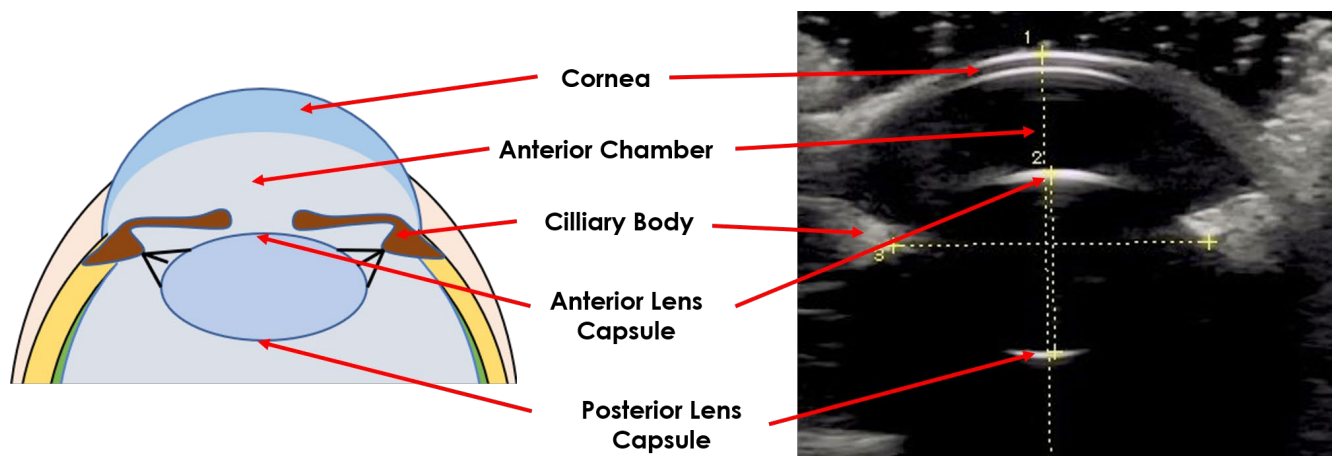 Cornea
Anterior Chamber
Cilliary Body
Anterior Lens
Capsule
Posterior Lens
Capsule
1
2
3